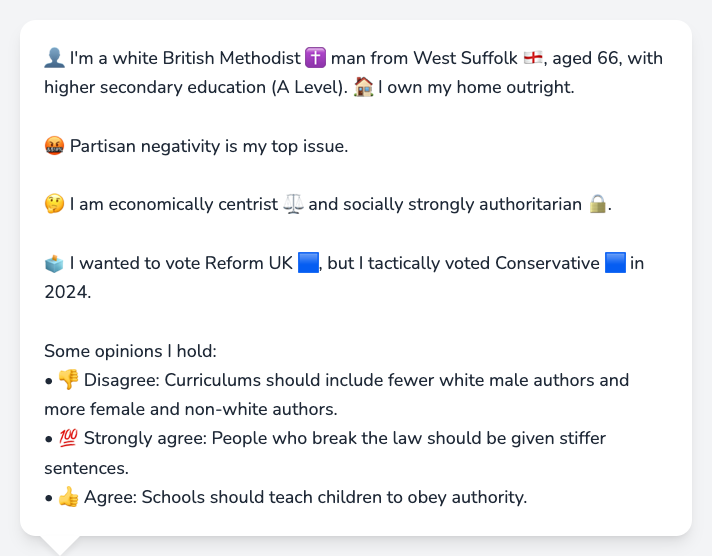 👤 I'm a white British Methodist ✝️ man from West Suffolk 🏴󠁧󠁢󠁥󠁮󠁧󠁿, aged 66, with
higher secondary education (A Level). 🏠 I own my home outright.
🤬 Partisan negativity is my top issue.
🤔 I am economically centrist ⚖️ and socially strongly authoritarian 🔒.
🗳️ I wanted to vote Reform UK 🟦, but I tactically voted Conservative 🟦 in
2024.
Some opinions I hold:
• 👎 Disagree: Curriculums should include fewer white male authors and
more female and non-white authors.
• 💯 Strongly agree: People who break the law should be given stiffer
sentences.
• 👍 Agree: Schools should teach children to obey authority.